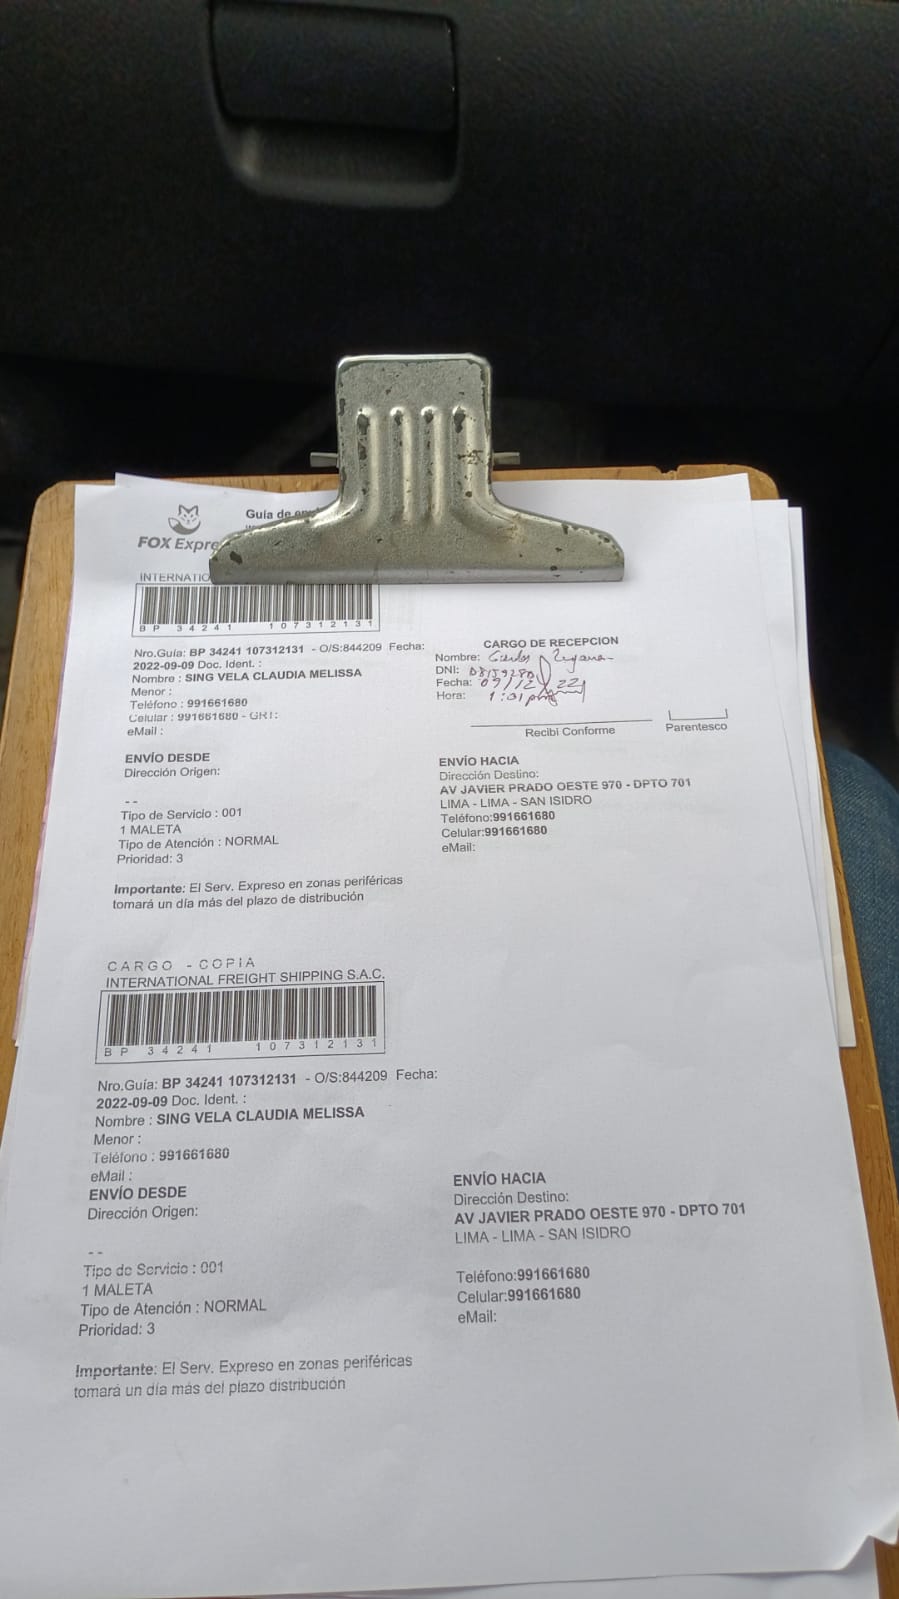 Guía de
FOX Expre
INTERNATIO
BP 34241 107312131
Nro.Guía: BP 34241 107312131 - O/S:844209 Fecha:
2022-09-09 Doc. Ident. :
Nombre : SING VELA CLAUDIA MELISSA
Menor :
Teléfono : 991661680
Celular : 991661680 - GRT:
eMail :
CARGO DE RECEPCION
Nombre: Carlos
DNI:
Fecha: 09/12/22
Hora: 1:01 pm
Recibi Conforme
Parentesco
ENVÍO DESDE
Dirección Origen:
- -
Tipo de Servicio : 001
1 MALETA
Tipo de Atención : NORMAL
Prioridad: 3
ENVÍO HACIA
Dirección Destino:
AV JAVIER PRADO OESTE 970 - DPTO 701
LIMA - LIMA - SAN ISIDRO
Teléfono:991661680
Celular:991661680
eMail:
Importante: El Serv. Expreso en zonas periféricas
tomará un día más del plazo de distribución
CARGO - COPIA
INTERNATIONAL FREIGHT SHIPPING S.A.C.
BP 34241 107312131
Nro.Guía: BP 34241 107312131 - O/S:844209 Fecha:
2022-09-09 Doc. Ident. :
Nombre : SING VELA CLAUDIA MELISSA
Menor :
Teléfono : 991661680
eMail :
ENVÍO DESDE
Dirección Origen:
- -
Tipo de Servicio : 001
1 MALETA
Tipo de Atención : NORMAL
Prioridad: 3
ENVÍO HACIA
Dirección Destino:
AV JAVIER PRADO OESTE 970 - DPTO 701
LIMA - LIMA - SAN ISIDRO
Teléfono:991661680
Celular:991661680
eMail:
Importante: El Serv. Expreso en zonas periféricas
tomará un día más del plazo distribución